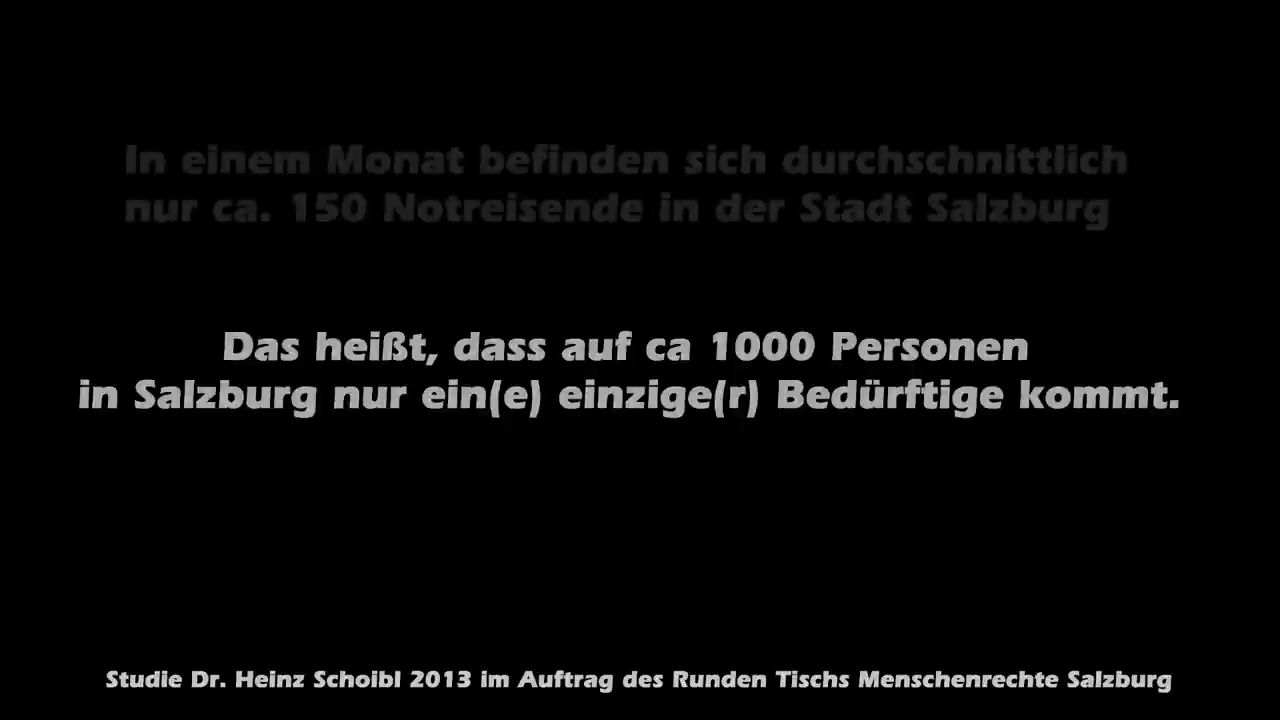 In einem Monat befinden sich durchschnittlich
nur ca. 150 Notreisende in der Stadt Salzburg
Das heißt, dass auf ca 1000 Personen
in Salzburg nur ein(e) einzige(r) Bedürftige kommt.
Studie Dr. Heinz Schoibl 2013 im Auftrag des Runden Tischs Menschenrechte Salzburg